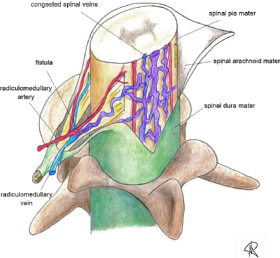 congested spinal veins
spinal pia mater
fistula
spinal arachnoid mater
radiculomedullary
artery
spinal dura mater
radiculomedullary
vein